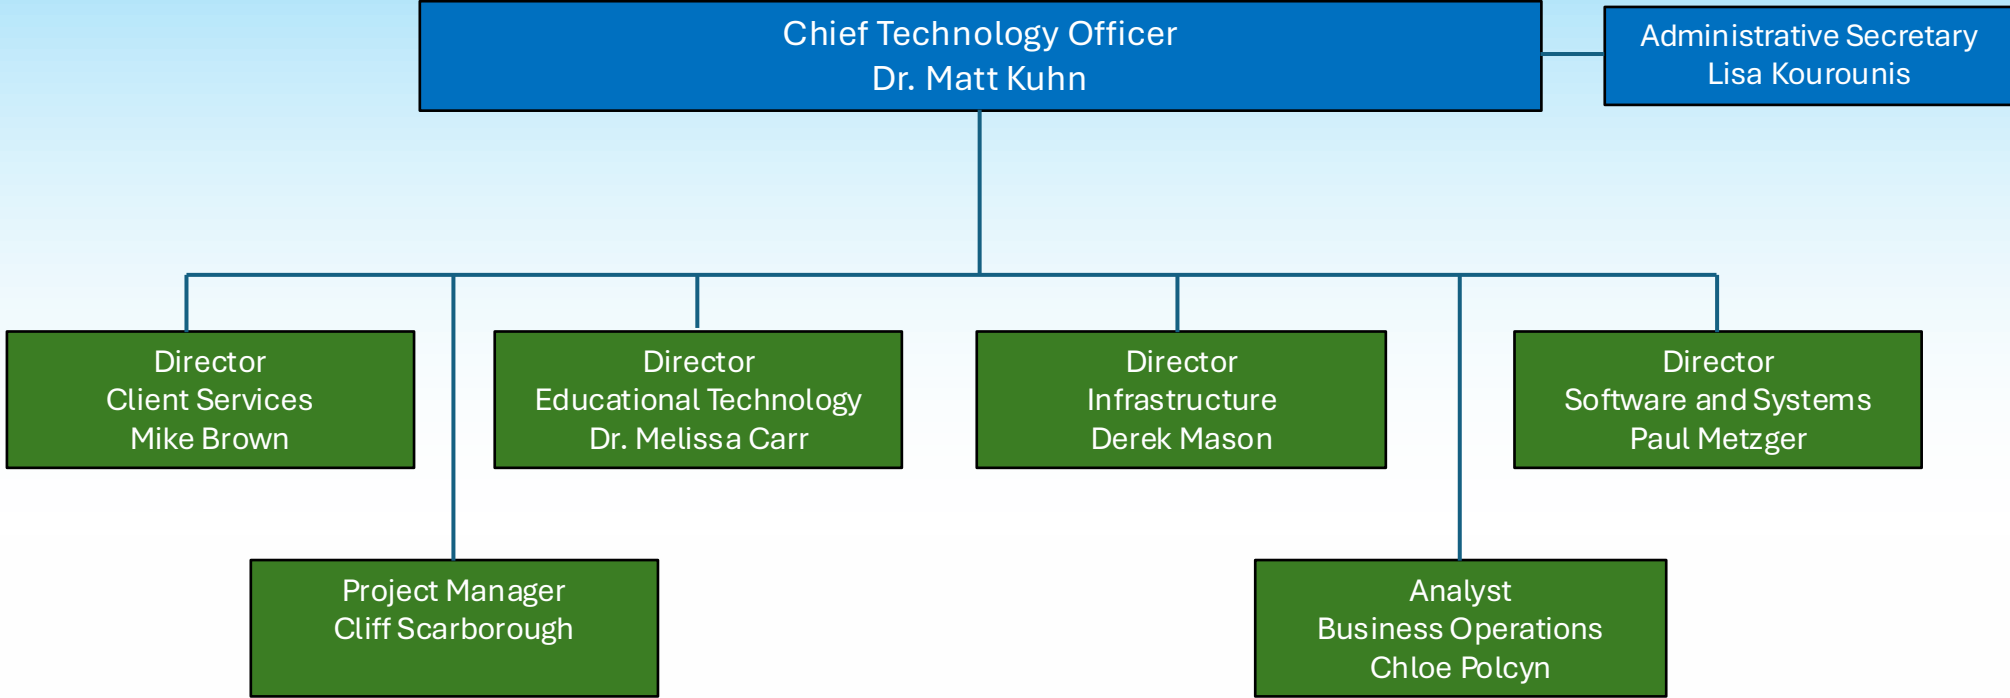 Chief Technology Officer
Dr. Matt Kuhn
Administrative Secretary
Lisa Kourounis
Director
Client Services
Mike Brown
Director
Educational Technology
Dr. Melissa Carr
Director
Infrastructure
Derek Mason
Director
Software and Systems
Paul Metzger
Project Manager
Cliff Scarborough
Analyst
Business Operations
Chloe Polcyn